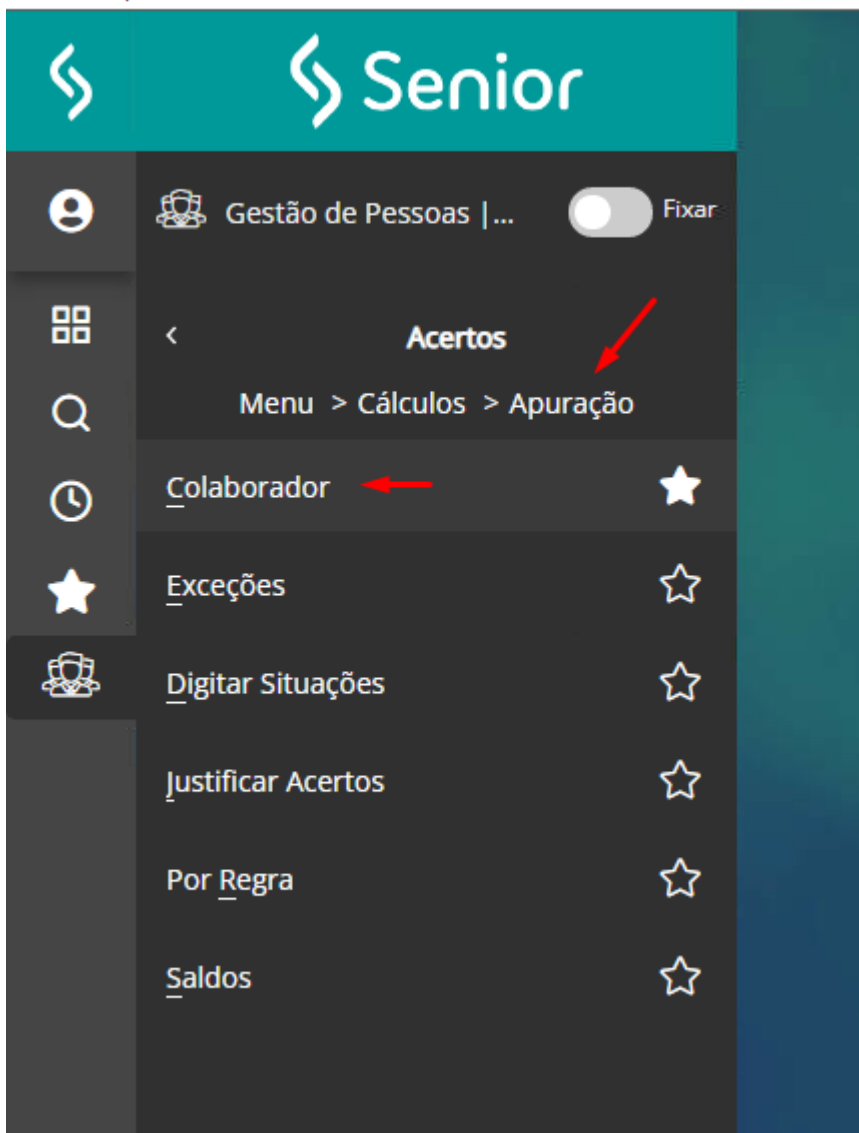 Senior
Gestão de Pessoas |...
Fixar
Acertos
Menu > Cálculos > Apuração
Colaborador
Exceções
Digitar Situações
Justificar Acertos
Por Regra
Saldos